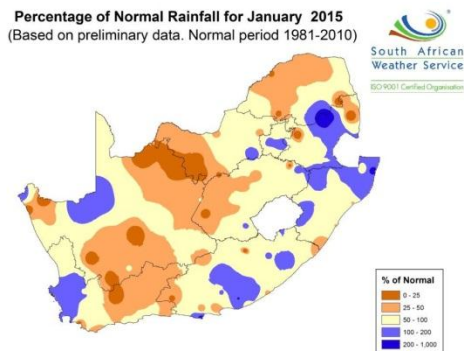 Percentage of Normal Rainfall for January 2015
(Based on preliminary data. Normal period 1981-2010)
South African
Weather Service
ISO 9001 Certified Organisation
% of Normal
0 - 25
25 - 50
50 - 100
100 - 200
200 - 1,000